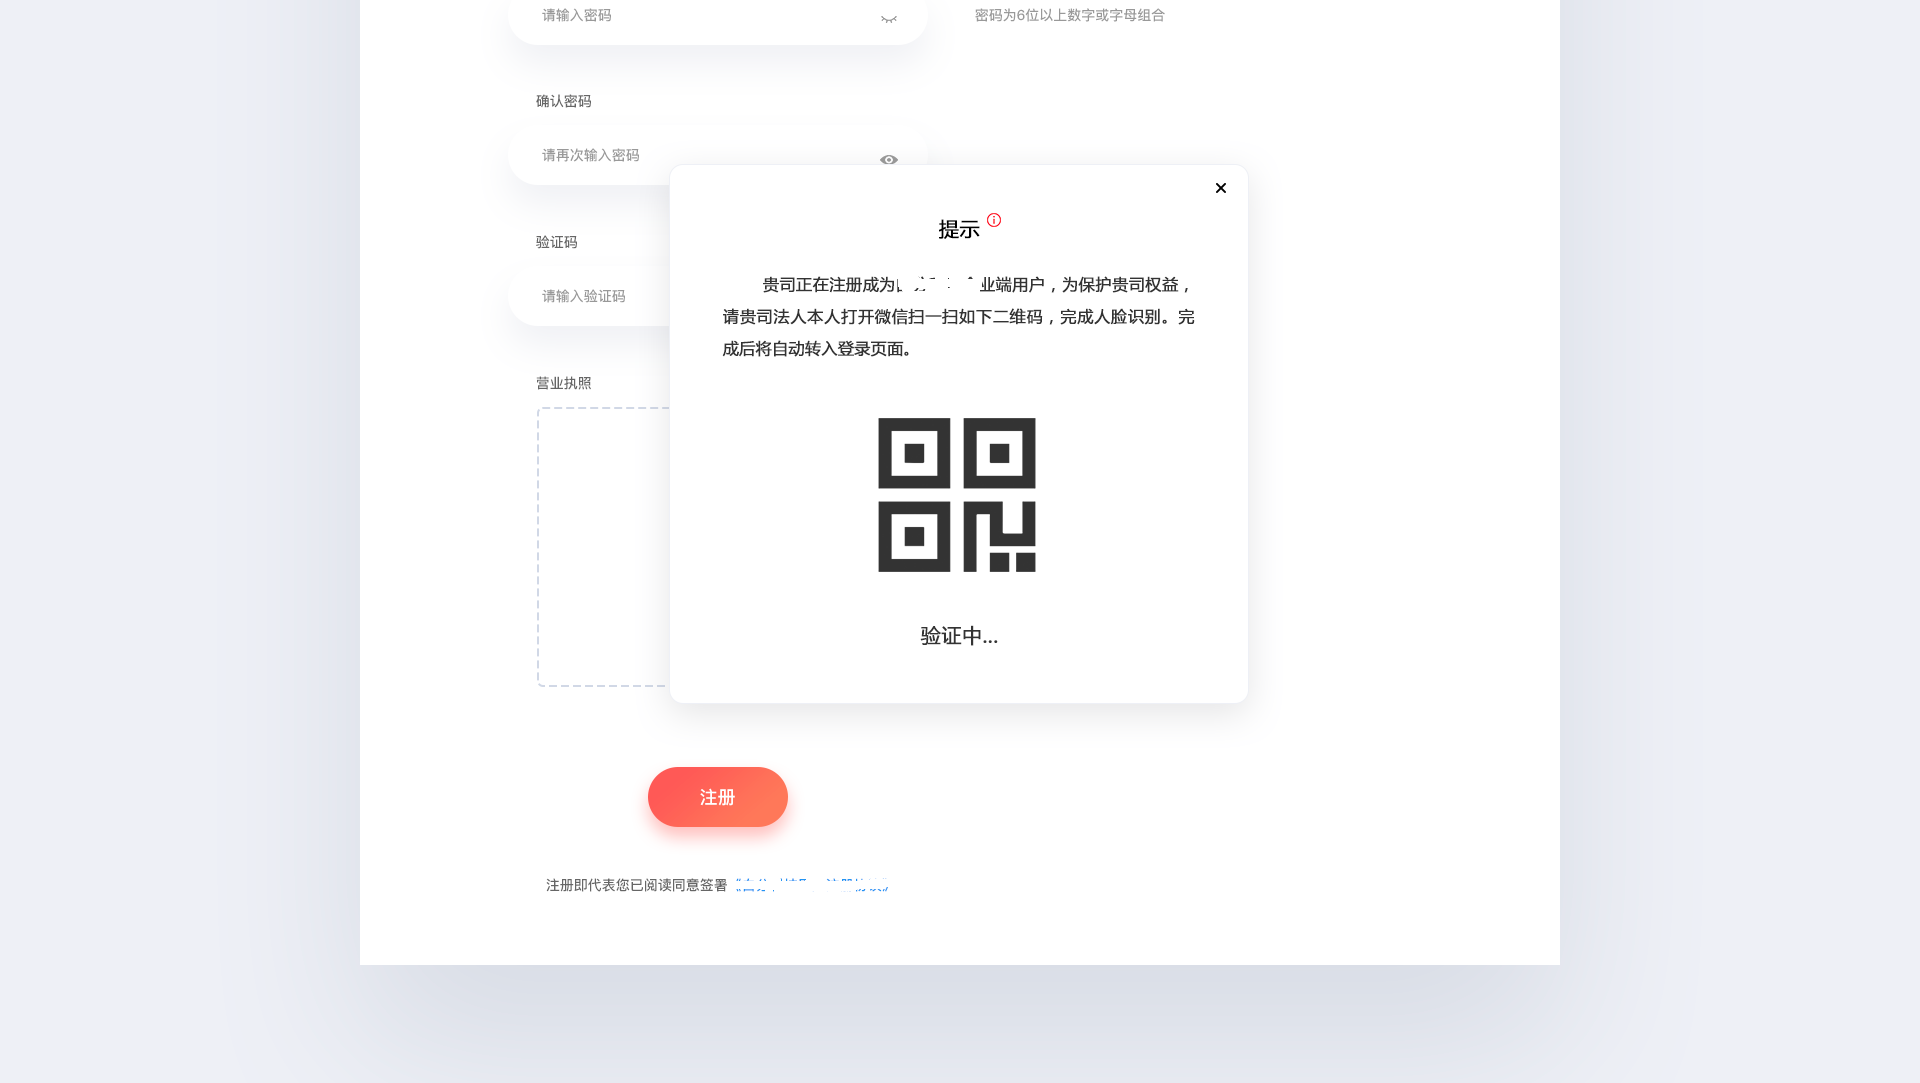 请输入密码
密码为6位以上数字或字母组合
确认密码
请再次输入密码
验证码
请输入验证码
营业执照
提示
贵司正在注册成为 业端用户，为保护贵司权益，
请贵司法人本人打开微信扫一扫如下二维码，完成人脸识别。完
成后将自动转入登录页面。
验证中...
注册
注册即代表您已阅读同意签署